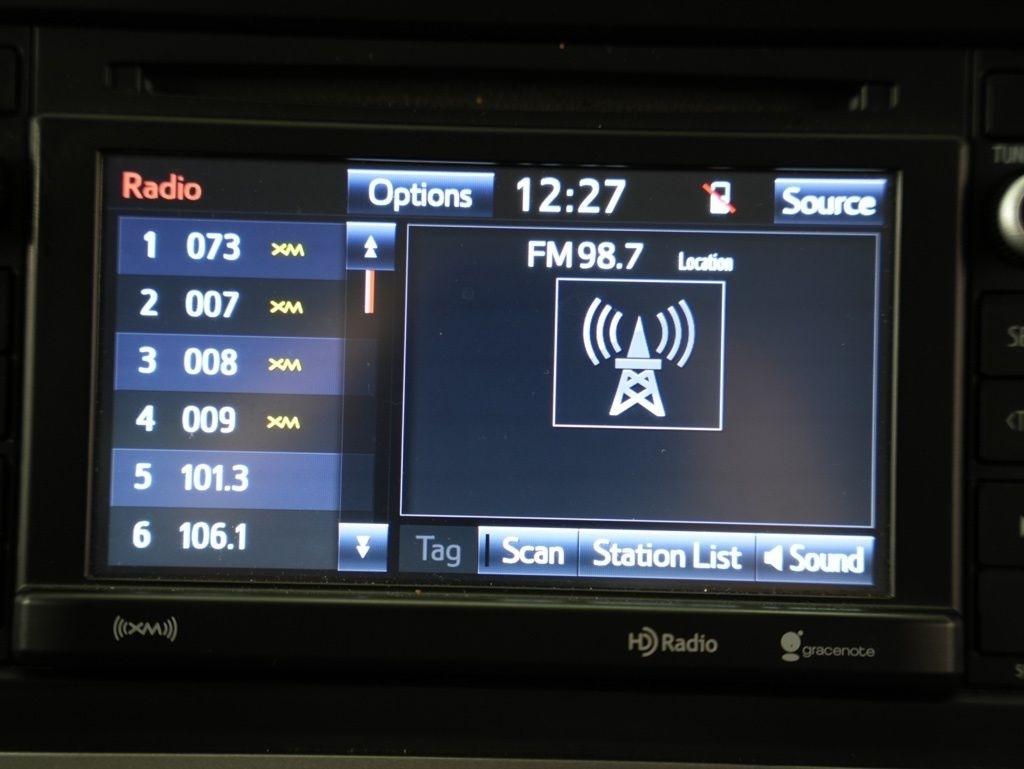 Radio Options 12:27 Source
1 073 XM
2 007 XM
3 008 XM
4 009 XM
5 101.3
6 106.1
FM 98.7 Location
Tag Scan Station List Sound
XM HD Radio gracenote
TUN